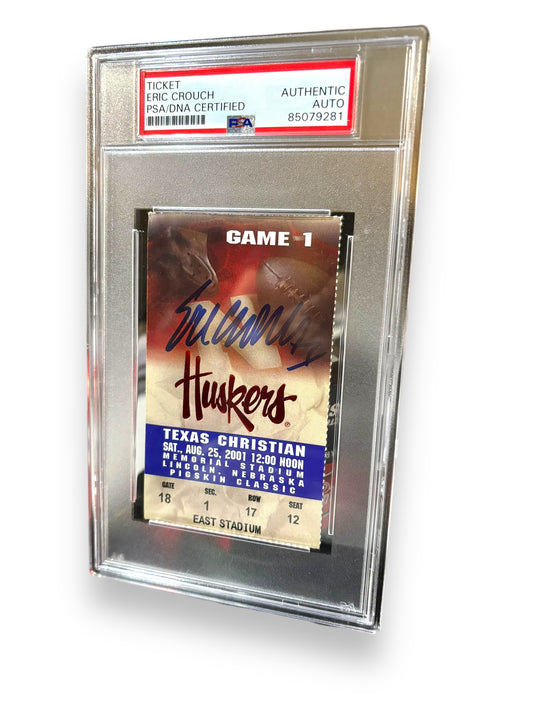 TICKET
ERIC CROUCH
PSA/DNA CERTIFIED
AUTHENTIC
AUTO
85079281
PSA
GAME 1
Huskers®
TEXAS CHRISTIAN
SAT., AUG. 25, 2001 12:00 NOON
MEMORIAL STADIUM
LINCOLN, NEBRASKA
PIGSKIN CLASSIC
GATE SEC. ROW SEAT
18 1 17 12
EAST STADIUM